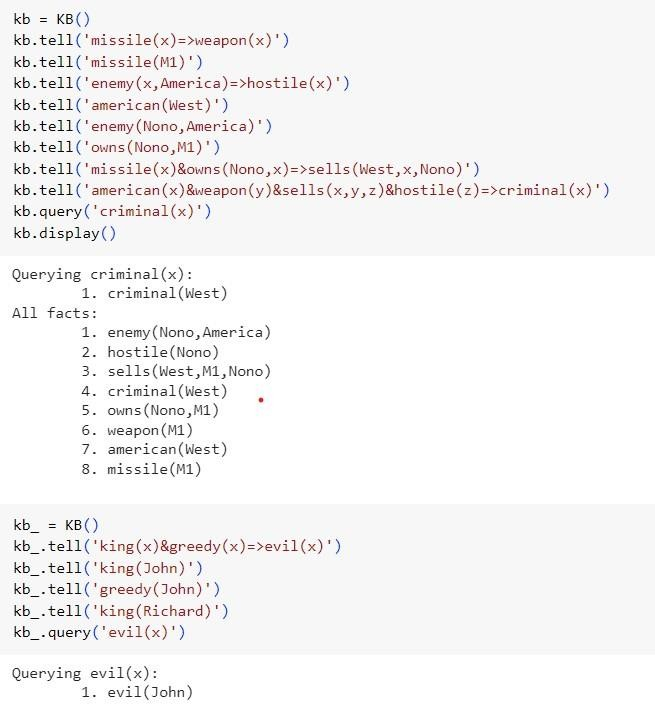 kb = KB()
kb.tell('missile(x)=>weapon(x)')
kb.tell('missile(M1)')
kb.tell('enemy(x,America)=>hostile(x)')
kb.tell('american(West)')
kb.tell('enemy(Nono,America)')
kb.tell('owns(Nono,M1)')
kb.tell('missile(x)&owns(Nono,x)=>sells(West,x,Nono)')
kb.tell('american(x)&weapon(y)&sells(x,y,z)&hostile(z)=>criminal(x)')
kb.query('criminal(x)')
kb.display()
Querying criminal(x):
1. criminal(West)
All facts:
1. enemy(Nono,America)
2. hostile(Nono)
3. sells(West,M1,Nono)
4. criminal(West)
5. owns(Nono,M1)
6. weapon(M1)
7. american(West)
8. missile(M1)
kb_ = KB()
kb_.tell('king(x)&greedy(x)=>evil(x)')
kb_.tell('king(John)')
kb_.tell('greedy(John)')
kb_.tell('king(Richard)')
kb_.query('evil(x)')
Querying evil(x):
1. evil(John)